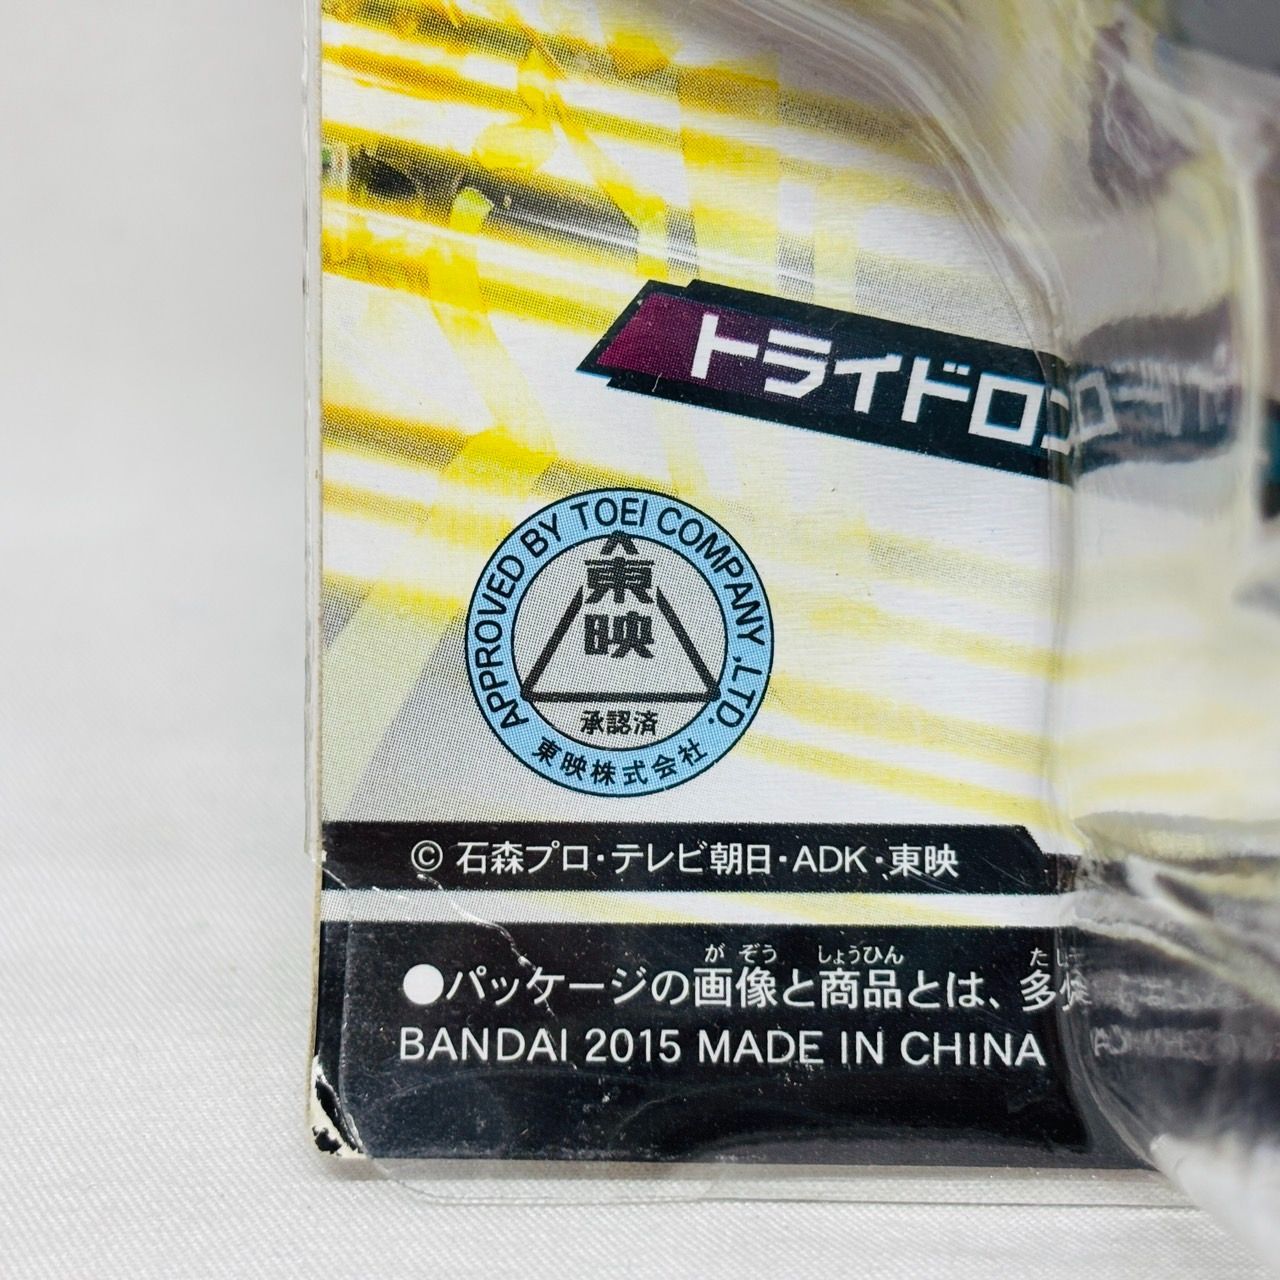 トライドロン
APPROVED BY TOEI COMPANY ,LTD.
東映
承認済
東映株式会社
© 石森プロ・テレビ朝日・ADK・東映
がぞう しょうひん
●パッケージの画像と商品とは、多
BANDAI 2015 MADE IN CHINA